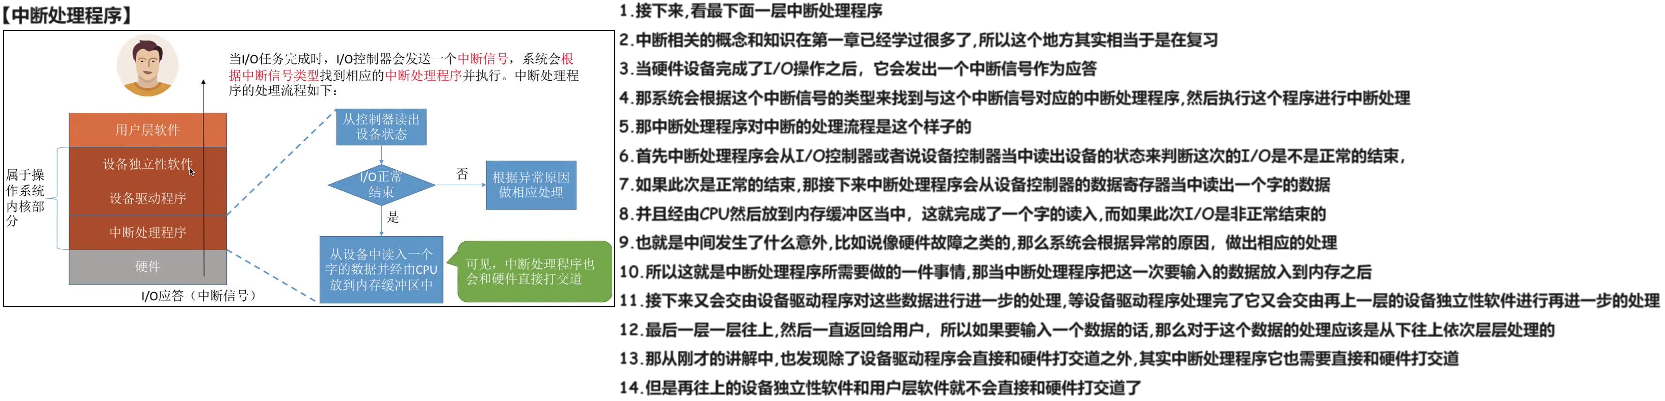 【中断处理程序】
当I/O任务完成时，I/O控制器会发送一个中断信号，系统会根
据中断信号类型找到相应的中断处理程序并执行。中断处理程
序的处理流程如下：
用户层软件
设备独立性软件
设备驱动程序
中断处理程序
硬件
属于操
作系统
内核部
分
I/O应答（中断信号）
从控制器读出
设备状态
I/O正常
结束
否
根据异常原因
做相应处理
是
从设备中读入一个
字的数据并经由CPU
放到内存缓冲区中
可见，中断处理程序也
会和硬件直接打交道
1.接下来,看最下面一层中断处理程序
2.中断相关的概念和知识在第一章已经学过很多了,所以这个地方其实相当于是在复习
3.当硬件设备完成了I/O操作之后，它会发出一个中断信号作为应答
4.那系统会根据这个中断信号的类型来找到与这个中断信号对应的中断处理程序,然后执行这个程序进行中断处理
5.那中断处理程序对中断的处理流程是这个样子的
6.首先中断处理程序会从I/O控制器或者说设备控制器当中读出设备的状态来判断这次的I/O是不是正常的结束,
7.如果此次是正常的结束,那接下来中断处理程序会从设备控制器的数据寄存器当中读出一个字的数据
8.并且经由CPU然后放到内存缓冲区当中，这就完成了一个字的读入,而如果此次I/O是非正常结束的
9.也就是中间发生了什么意外,比如说像硬件故障之类的,那么系统会根据异常的原因，做出相应的处理
10.所以这就是中断处理程序所需要做的一件事情,那当中断处理程序把这一次要输入的数据放入到内存之后
11.接下来又会交由设备驱动程序对这些数据进行进一步的处理,等设备驱动程序处理完了它又会交由再上一层的设备独立性软件进行再进一步的处理
12.最后一层一层往上,然后一直返回给用户，所以如果要输入一个数据的话,那么对于这个数据的处理应该是从下往上依次层层处理的
13.那从刚才的讲解中,也发现除了设备驱动程序会直接和硬件打交道之外,其实中断处理程序它也需要直接和硬件打交道
14.但是再往上的设备独立性软件和用户层软件就不会直接和硬件打交道了